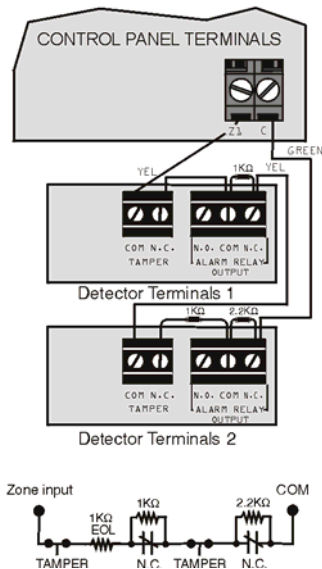 CONTROL PANEL TERMINALS
Z1 C
GREEN
YEL 1KΩ YEL
COM N.C. N.O. COM N.C.
TAMPER ALARM RELAY
OUTPUT
Detector Terminals 1
1KΩ 2.2KΩ
COM N.C. N.O. COM N.C.
TAMPER ALARM RELAY
OUTPUT
Detector Terminals 2
Zone input COM
1KΩ 2.2KΩ
1KΩ
EOL
TAMPER N.C. TAMPER N.C.